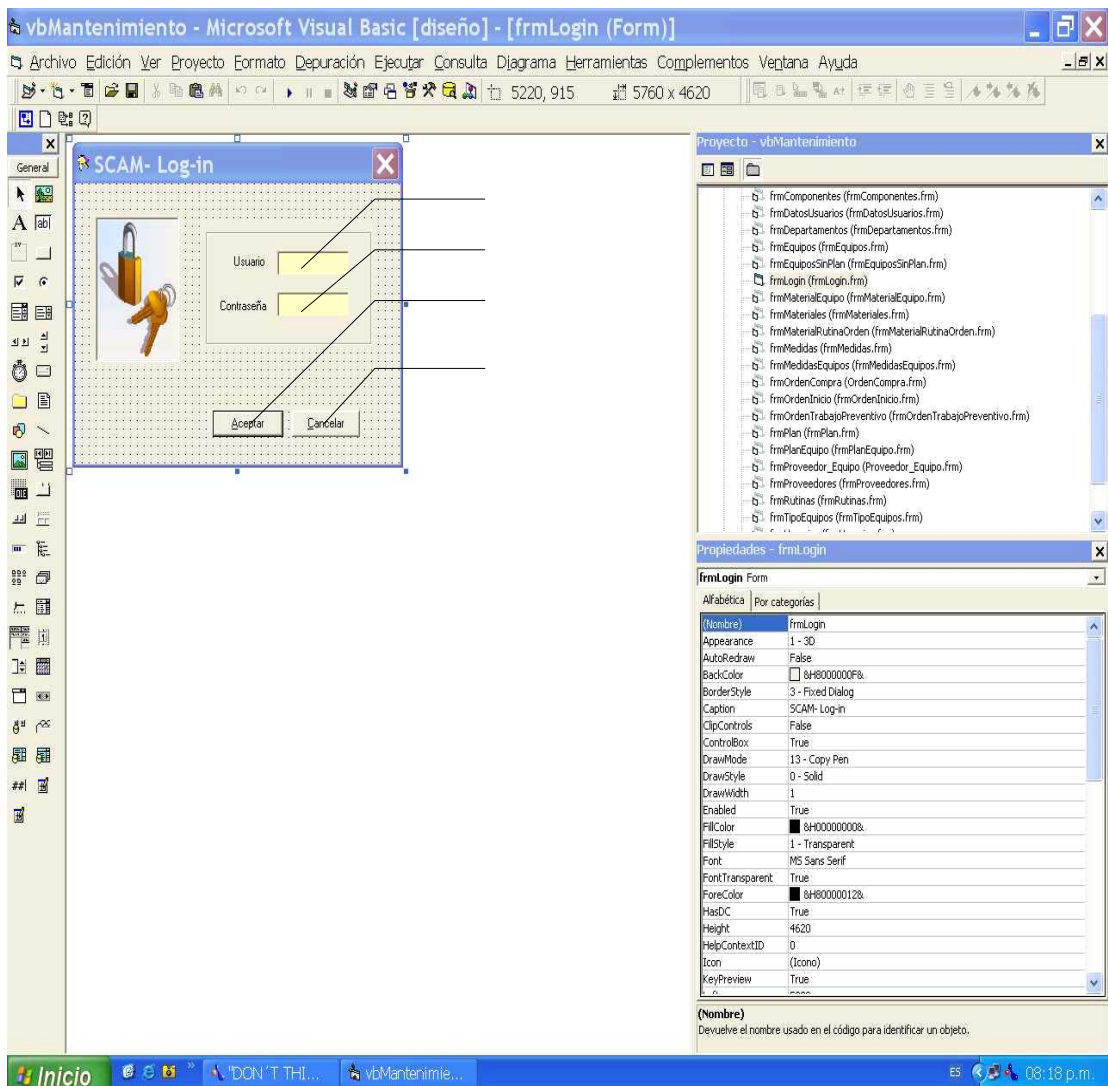 vbMantenimiento - Microsoft Visual Basic [diseño] - [frmLogin (Form)]
Archivo Edición Ver Proyecto Formato Depuración Ejecutar Consulta Diagrama Herramientas Complementos Ventana Ayuda
5220, 915 5760 x 4620
General
SCAM- Log-in
Usuario
Contraseña
Aceptar Cancelar
Proyecto - vbMantenimiento
frmComponentes (frmComponentes.frm)
frmDatosUsuarios (frmDatosUsuarios.frm)
frmDepartamentos (frmDepartamentos.frm)
frmEquipos (frmEquipos.frm)
frmEquiposSinPlan (frmEquiposSinPlan.frm)
frmLogin (frmLogin.frm)
frmMaterialEquipo (frmMaterialEquipo.frm)
frmMateriales (frmMateriales.frm)
frmMaterialRutinaOrden (frmMaterialRutinaOrden.frm)
frmMedidas (frmMedidas.frm)
frmMedidasEquipos (frmMedidasEquipos.frm)
frmOrdenCompra (OrdenCompra.frm)
frmOrdenInicio (frmOrdenInicio.frm)
frmOrdenTrabajoPreventivo (frmOrdenTrabajoPreventivo.frm)
frmPlan (frmPlan.frm)
frmPlanEquipo (frmPlanEquipo.frm)
frmProveedor_Equipo (Proveedor_Equipo.frm)
frmProveedores (frmProveedores.frm)
frmRutinas (frmRutinas.frm)
frmTipoEquipos (frmTipoEquipos.frm)
Propiedades - frmLogin
frmLogin Form
Alfabética Por categorías
(Nombre) frmLogin
Appearance 1 - 3D
AutoRedraw False
BackColor &H8000000F&
BorderStyle 3 - Fixed Dialog
Caption SCAM- Log-in
ClipControls False
ControlBox True
DrawMode 13 - Copy Pen
DrawStyle 0 - Solid
DrawWidth 1
Enabled True
FillColor &H00000000&
FillStyle 1 - Transparent
Font MS Sans Serif
FontTransparent True
ForeColor &H80000012&
HasDC True
Height 4620
HelpContextID 0
Icon (Icono)
KeyPreview True
(Nombre)
Devuelve el nombre usado en el código para identificar un objeto.
Inicio "DON´T THI... vbMantenimie... ES 08:18 p.m.